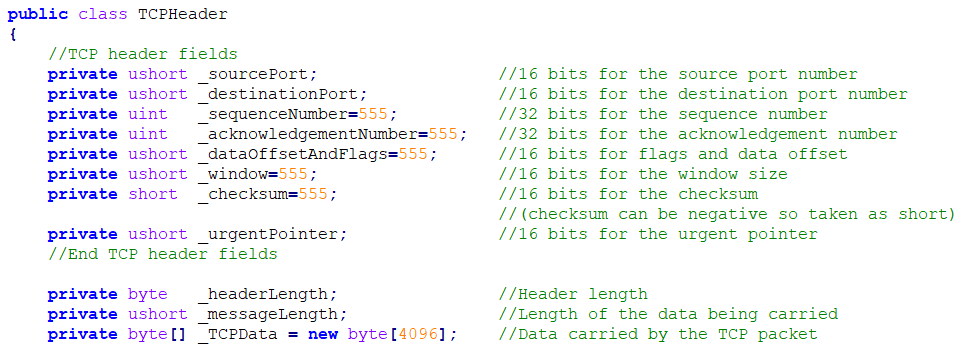 public class TCPHeader
{
    //TCP header fields
    private ushort _sourcePort;                  //16 bits for the source port number
    private ushort _destinationPort;             //16 bits for the destination port number
    private uint   _sequenceNumber=555;          //32 bits for the sequence number
    private uint   _acknowledgementNumber=555;   //32 bits for the acknowledgement number
    private ushort _dataOffsetAndFlags=555;      //16 bits for flags and data offset
    private ushort _window=555;                  //16 bits for the window size
    private short  _checksum=555;                //16 bits for the checksum
                                                 //(checksum can be negative so taken as short)
    private ushort _urgentPointer;               //16 bits for the urgent pointer
    //End TCP header fields

    private byte   _headerLength;                //Header length
    private ushort _messageLength;               //Length of the data being carried
    private byte[] _TCPData = new byte[4096];    //Data carried by the TCP packet